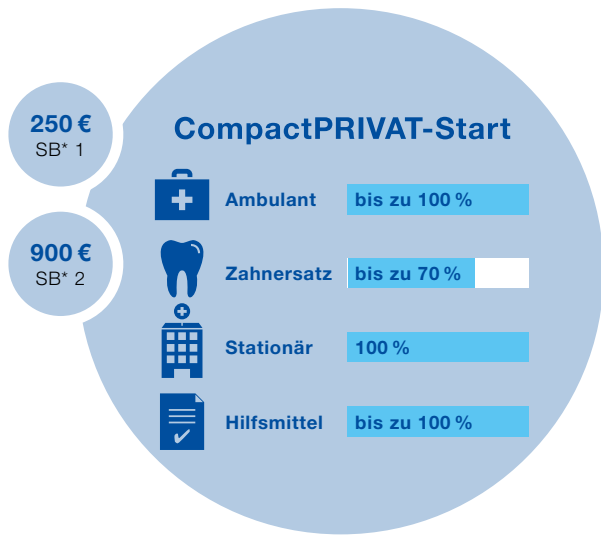 250 €
SB* 1
900 €
SB* 2
CompactPRIVAT-Start
Ambulant bis zu 100 %
Zahnersatz bis zu 70 %
Stationär 100 %
Hilfsmittel bis zu 100 %